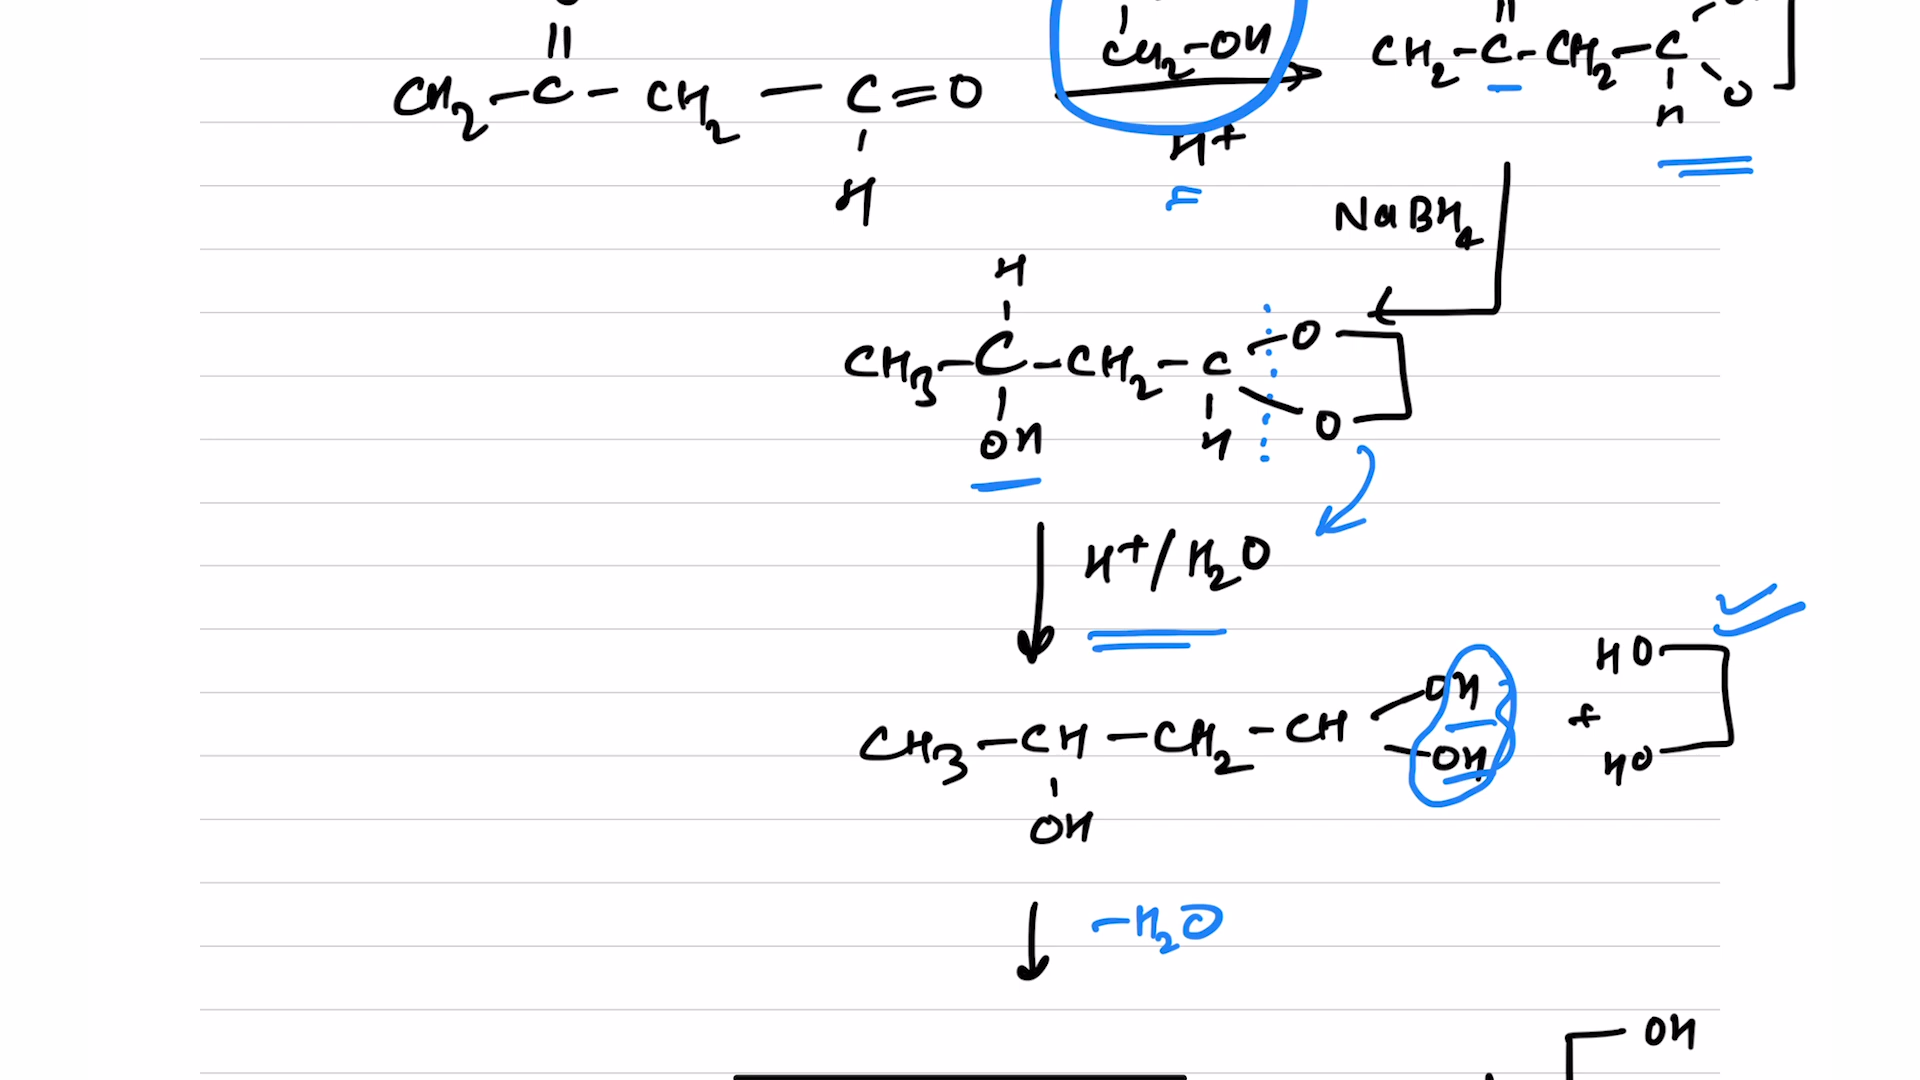 CH2-OH
CH2-C-CH2-C
O
||
CH2-C-CH2-C=O
H
H
H+
NaBH4
H
CH3-C-CH2-C
O
O
OH
H
H+/H2O
HO
OH
CH3-CH-CH2-CH
+
OH
HO
OH
-H2O
OH